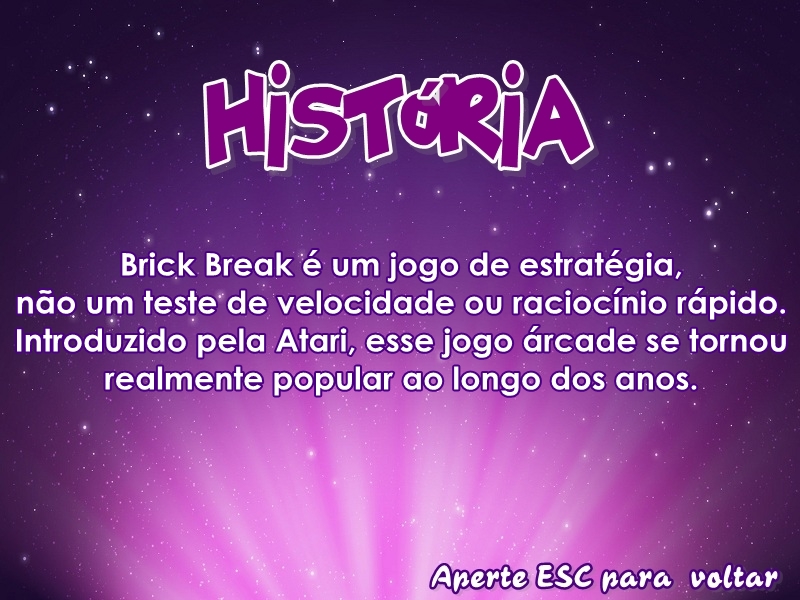 HiSTÓRiA
Brick Break é um jogo de estratégia,
não um teste de velocidade ou raciocínio rápido.
Introduzido pela Atari, esse jogo árcade se tornou
realmente popular ao longo dos anos.
Aperte ESC para voltar